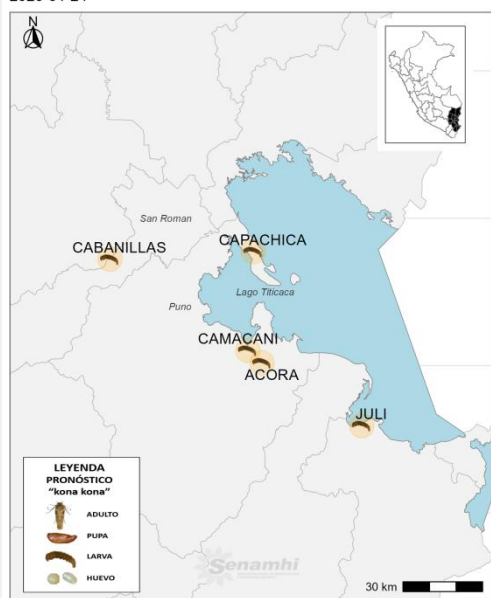 N
San Roman
CABANILLAS
CAPACHICA
Lago Titicaca
Puno
CAMACANI
ACORA
JULI
LEYENDA
PRONÓSTICO
"kona kona"
ADULTO
PUPA
LARVA
HUEVO
Senamhi
30 km